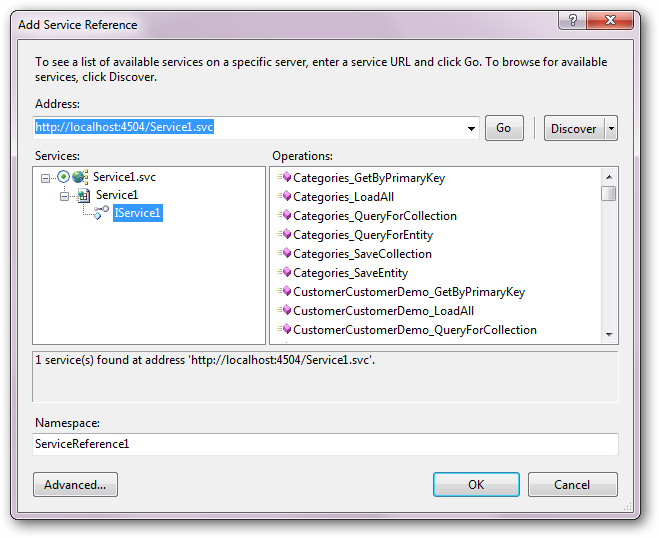 Add Service Reference
To see a list of available services on a specific server, enter a service URL and click Go. To browse for available
services, click Discover.
Address:
http://localhost:4504/Service1.svc
Go
Discover
Services:
Operations:
Service1.svc
Service1
IService1
Categories_GetByPrimaryKey
Categories_LoadAll
Categories_QueryForCollection
Categories_QueryForEntity
Categories_SaveCollection
Categories_SaveEntity
CustomerCustomerDemo_GetByPrimaryKey
CustomerCustomerDemo_LoadAll
CustomerCustomerDemo_QueryForCollection
1 service(s) found at address 'http://localhost:4504/Service1.svc'.
Namespace:
ServiceReference1
Advanced...
OK
Cancel